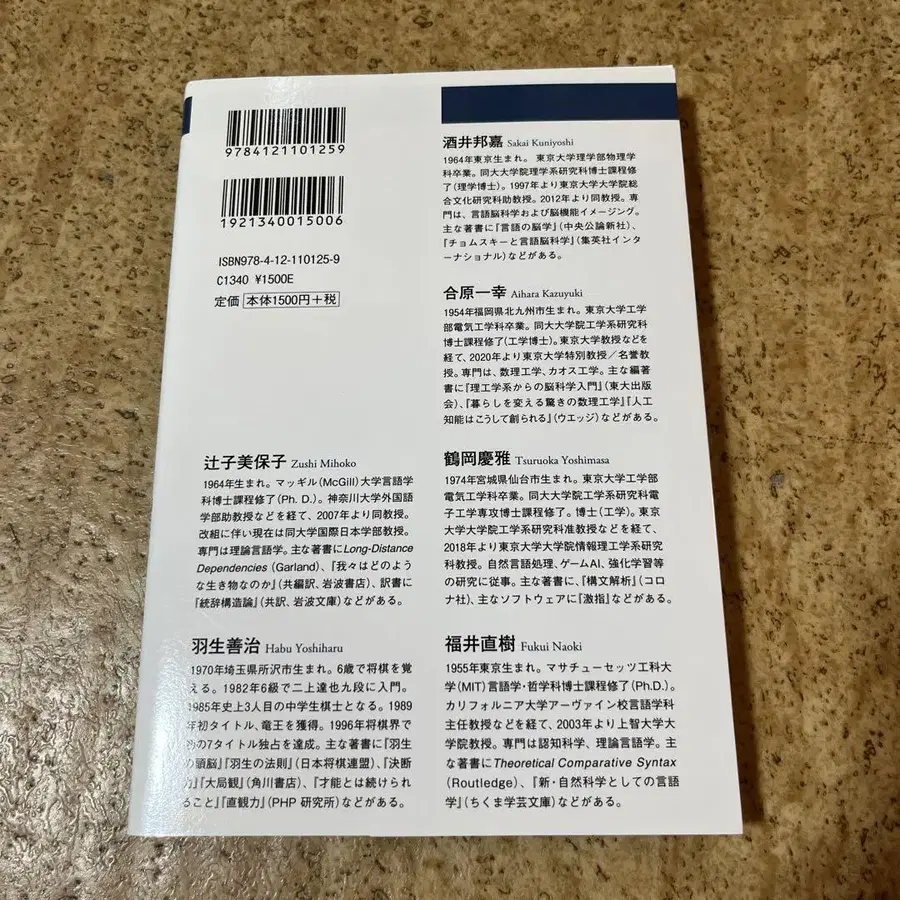 9784121101259
1921340015006
ISBN978-4-12-110125-9
C1340 ¥1500E
定価 本体1500円+税
酒井邦嘉 Sakai Kuniyoshi
1964年東京生まれ。 東京大学理学部物理学
科卒業。同大大学院理学系研究科博士課程修
了(理学博士)。1997年より東京大学大学院総
合文化研究科助教授。2012年より同教授。専
門は、言語脳科学および脳機能イメージング。
主な著書に『言語の脳学』(中央公論新社)、
『チョムスキーと言語脳科学』(集英社インタ
ーナショナル)などがある。
合原一幸 Aihara Kazuyuki
1954年福岡県北九州市生まれ。東京大学工学
部電気工学科卒業。同大大学院工学系研究科
博士課程修了(工学博士)。東京大学教授などを
経て、2020年より東京大学特別教授／名誉教
授。専門は、数理工学、カオス工学。主な編著
書に『理工学系からの脳科学入門』(東大出版
会)、『暮らしを変える驚きの数理工学』『人工
知能はこうして創られる』(ウエッジ)などがある。
辻子美保子 Zushi Mihoko
1964年生まれ。マッギル(McGill)大学言語学
科博士課程修了(Ph. D.)。神奈川大学外国語
学部助教授などを経て、2007年より同教授。
改組に伴い現在は同大学国際日本学部教授。
専門は理論言語学。主な著書にLong-Distance
Dependencies (Garland)、『我々はどのよう
な生き物なのか』(共編訳、岩波書店)、訳書に
『統辞構造論』(共訳、岩波文庫)などがある。
鶴岡慶雅 Tsuruoka Yoshimasa
1974年宮城県仙台市生まれ。東京大学工学部
電気工学科卒業。同大大学院工学系研究科電
子工学専攻博士課程修了。博士(工学)。東京
大学大学院工学系研究科准教授などを経て、
2018年より東京大学大学院情報理工学系研究
科教授。自然言語処理、ゲームAI、強化学習等
の研究に従事。主な著書に、『構文解析』(コロ
ナ社)、主なソフトウェアに『激指』などがある。
羽生善治 Habu Yoshiharu
1970年埼玉県所沢市生まれ。6歳で将棋を覚
える。1982年6級で二上達也九段に入門。
1985年史上3人目の中学生棋士となる。1989
年初タイトル、竜王を獲得。1996年将棋界で
初の7タイトル独占を達成。主な著書に『羽生
の頭脳』『羽生の法則』(日本将棋連盟)、『決断
力』『大局観』(角川書店)、『才能とは続けられ
ること』『直観力』(PHP 研究所)などがある。
福井直樹 Fukui Naoki
1955年東京生まれ。マサチューセッツ工科大
学(MIT)言語学・哲学科博士課程修了(Ph.D.)。
カリフォルニア大学アーヴァイン校言語学科
主任教授などを経て、2003年より上智大学大
学院教授。専門は認知科学、理論言語学。主
な著書にTheoretical Comparative Syntax
(Routledge)、『新・自然科学としての言語
学』(ちくま学芸文庫)などがある。